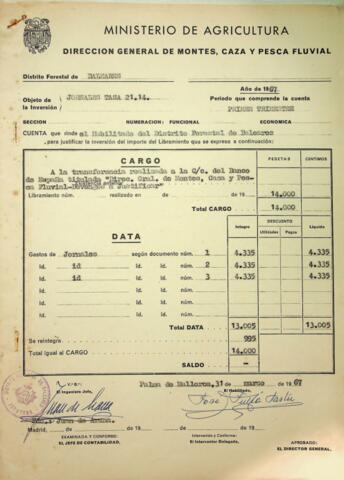 MINISTERIO DE AGRICULTURA
DIRECCION GENERAL DE MONTES, CAZA Y PESCA FLUVIAL
Distrito Forestal de BALEARES
Año de 1967
Objeto de la Inversión JORNALES TASA 21.14.
Periodo que comprende la cuenta PRIMER TRIMESTRE
SECCION NUMERACION: FUNCIONAL ECONOMICA
CUENTA que rinde el Habilitado del Distrito Forestal de Baleares
para justificar la inversión del importe del Libramiento que se expresa a continuación:
CARGO PESETAS CENTIMOS
A la transferencia realizada a la C/c. del Banco
de España titulada "Direc. Gral. de Montes, Caza y Pes-
ca Fluvial- a Justificar"
Libramiento núm. realizado en de de 19 14.000
Total CARGO 14.000
DATA
Integro DESCUENTO Líquido
Utilidades Pagos
Gastos de Jornales según documento núm. 1 4.335 4.335
Id. id Id. Id. núm. 2 4.335 4.335
Id. id Id. Id. núm. 3 4.335 4.335
Total DATA 13.005 13.005
Se reintegra 995
Total igual al CARGO 14.000
SALDO -
Palma de Mallorca, 31 de marzo de 1967
El Ingeniero Jefe, El Habilitado,
Madrid, de de 19
EXAMINADA Y CONFORME: Intervenido y Conforme: APROBADO:
EL JEFE DE CONTABILIDAD, El Interventor Delegado, EL DIRECTOR GENERAL,